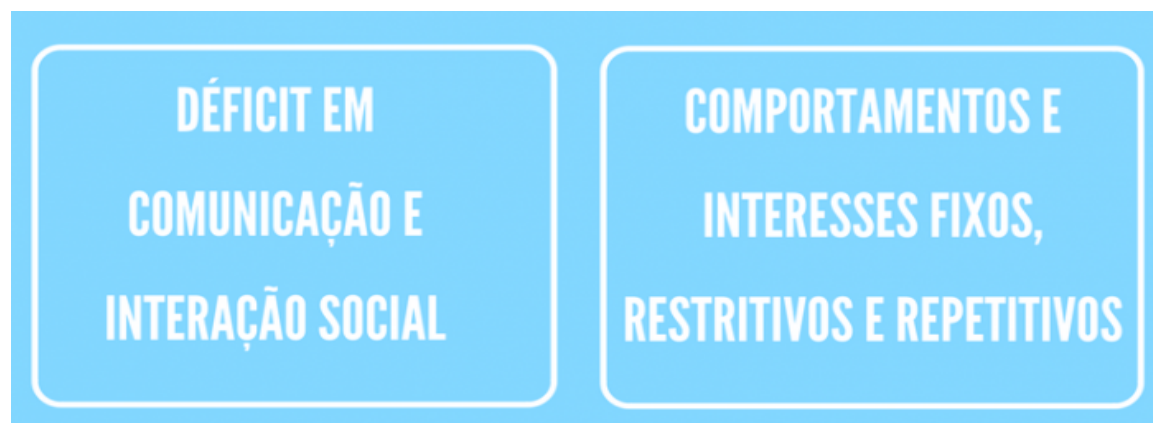 DÉFICIT EM
COMUNICAÇÃO E
INTERAÇÃO SOCIAL
COMPORTAMENTOS E
INTERESSES FIXOS,
RESTRITIVOS E REPETITIVOS